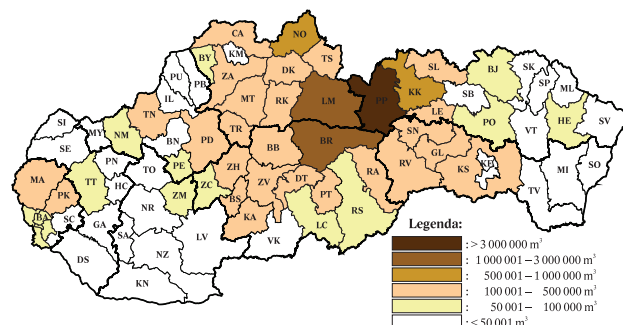 NO
CA
KM
BY
TS
PU
ZA
DK
PB
IL
MT
RK
LM
PP
KK
SL
BJ
SK
SP
ML
SB
LE
PO
HE
SV
VT
SI
MY
NM
TN
SE
BN
PD
TR
BB
BR
SN
GL
PN
TO
PE
ZH
RV
KS
KE
RA
MI
SO
MA
PK
TT
HC
ZM
ZC
BS
ZV
DT
PT
TV
NR
BA
SC
GA
SA
KA
LC
RS
LV
VK
DS
NZ
KN
Legenda:
:>3 000 000 m³
: 1 000 001 – 3 000 000 m³
: 500 001 – 1 000 000 m³
: 100 001 – 500 000 m³
: 50 001 – 100 000 m³
:≤50 001 m³